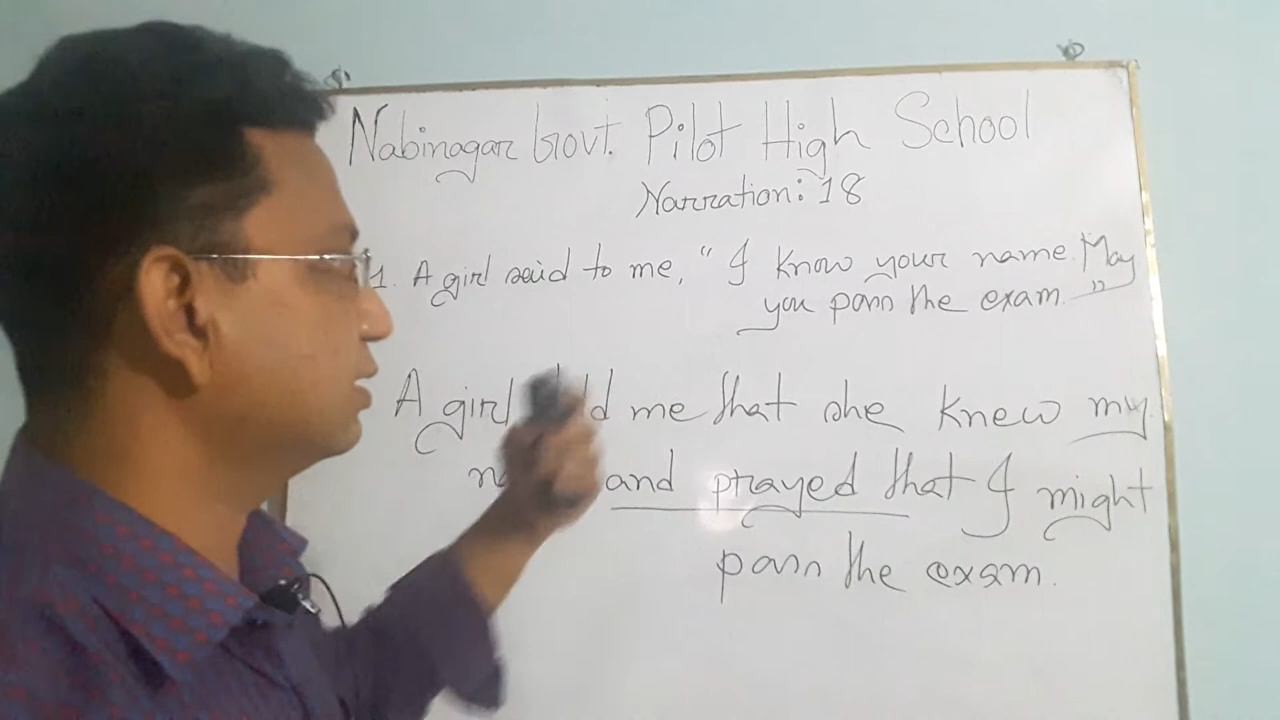 Nabinagar Govt. Pilot High School
Narration: 18
1. A girl said to me, "I know your name. May
you pass the exam."
A girl me that she knew my
and prayed that I might
pass the exam.